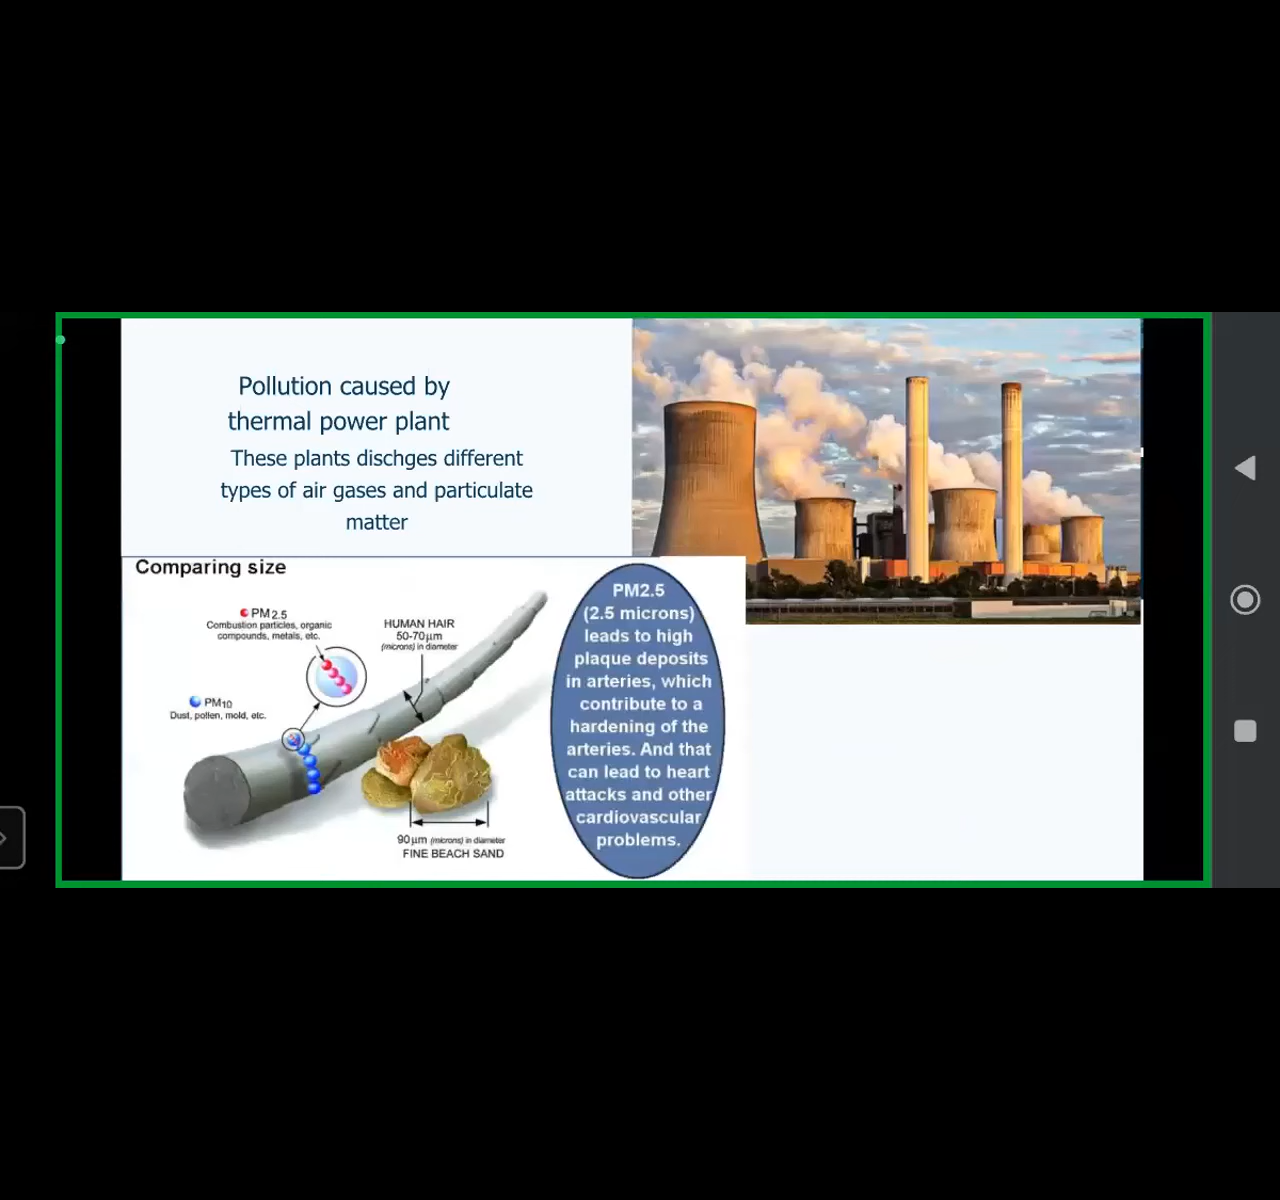 Pollution caused by
thermal power plant
These plants dischges different
types of air gases and particulate
matter
Comparing size
PM2.5
Combustion particles, organic
compounds, metals, etc.
HUMAN HAIR
50-70µm
(microns) in diameter
PM10
Dust, pollen, mold, etc.
90µm (microns) in diameter
FINE BEACH SAND
PM2.5
(2.5 microns)
leads to high
plaque deposits
in arteries, which
contribute to a
hardening of the
arteries. And that
can lead to heart
attacks and other
cardiovascular
problems.